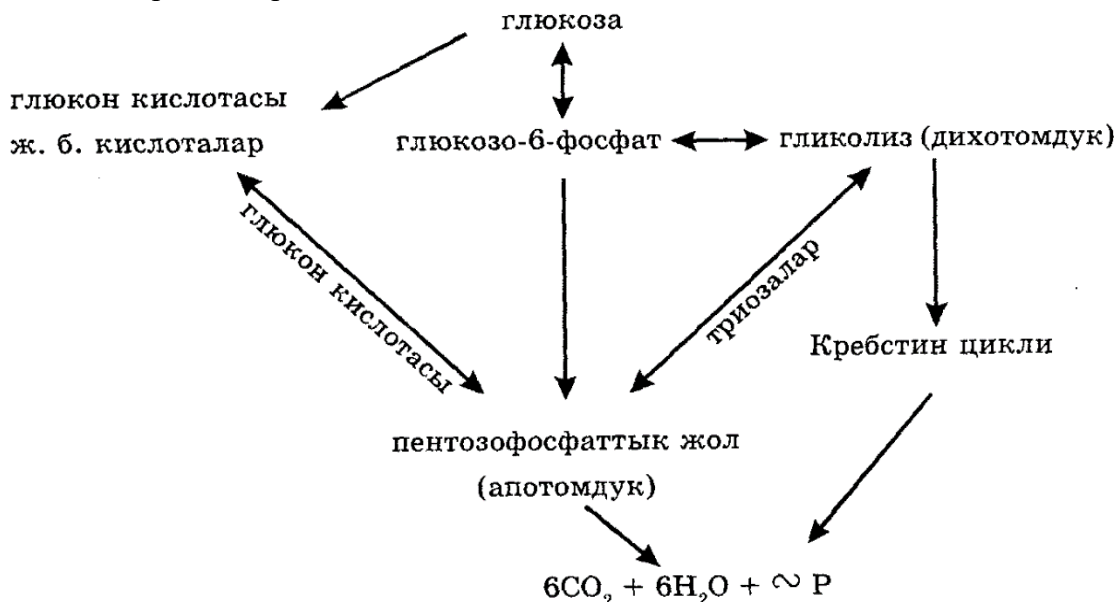 глюкоза
глюкон кислотасы
ж. б. кислоталар
глюкозо-6-фосфат
гликолиз (дихотомдук)
глюкон кислотасы
триозалар
Кребстин цикли
пентозофосфаттык жол
(апотомдук)
6CO₂ + 6H₂O + ∾ P